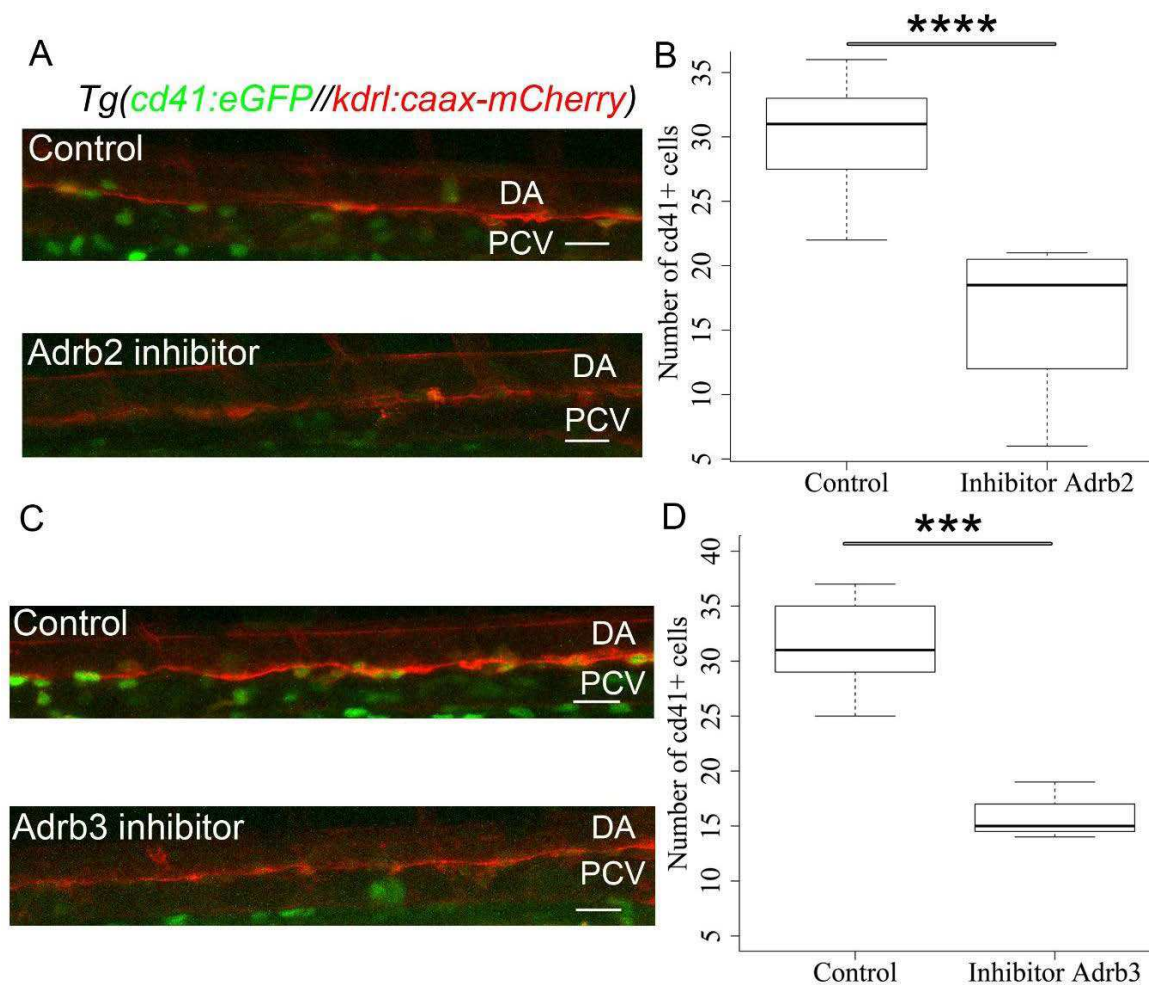 A
Tg(cd41:eGFP//kdrl:caax-mCherry)
Control
DA
PCV
Adrb2 inhibitor
DA
PCV
B
****
Number of cd41+ cells
35
30
25
20
15
10
5
Control Inhibitor Adrb2
C
Control
DA
PCV
Adrb3 inhibitor
DA
PCV
D
***
Number of cd41+ cells
40
35
30
25
20
15
10
5
Control Inhibitor Adrb3